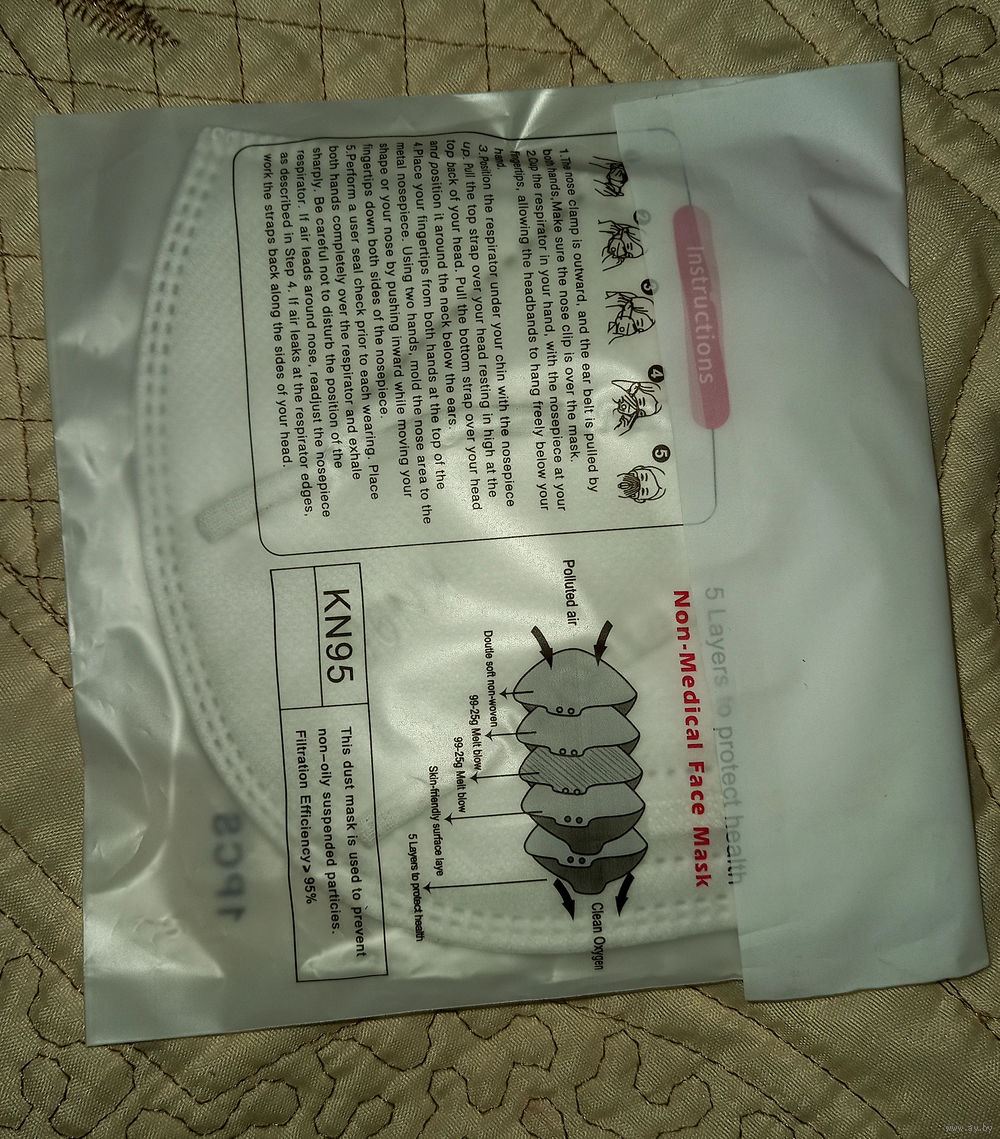 Instructions
4
5
1. The nose clamp is outward, and the ear belt is pulled by
both hands. Make sure the nose clip is over the mask.
2.Cup the respirator in your hand, with the nosepiece at your
fingertips, allowing the headbands to hang freely below your
hand.
3.Position the respirator under your chin with the nosepiece
up. Pull the top strap over your head resting in high at the
top back of your head. Pull the bottom strap over your head
and position it around the neck below the ears.
4.Place your fingertips from both hands at the top of the
metal nosepiece. Using two hands, mold the nose area to the
shape or your nose by pushing inward while moving your
fingertips down both sides of the nosepiece.
5.Perform a user seal check prior to each wearing. Place
both hands completely over the respirator and exhale
sharply. Be careful not to disturb the position of the
respirator. If air leads around nose, readjust the nosepiece
as described in Step 4. If air leaks at the respirator edges,
work the straps back along the sides of your head.
5 Layers to protect health
Non-Medical Face Mask
Polluted air
Clean Oxygen
Doutle soft non-woven
99-25g Melt blow
99-25g Melt blow
Skin-friendly surface laye
5 Layers to protect health
KN95
This dust mask is used to prevent
non-oily suspended particies.
Filtration Efficiency> 95%
1PCS
www.ay.by